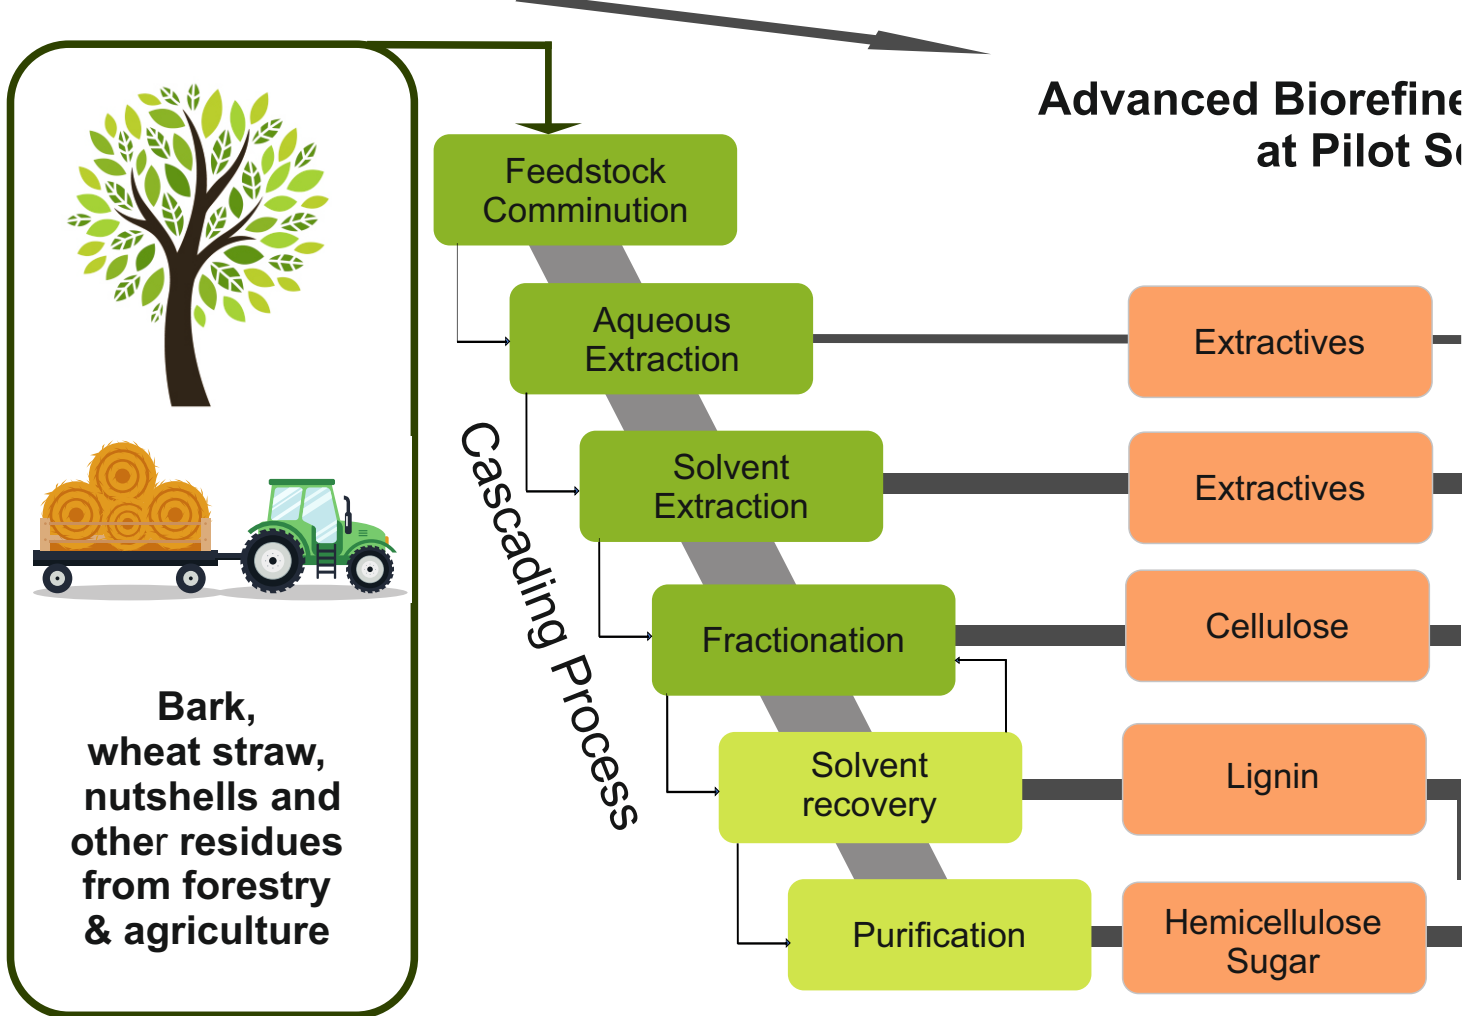 Advanced Biorefine
at Pilot Sc
Feedstock
Comminution
Aqueous
Extraction
Extractives
Solvent
Extraction
Extractives
Cascading Process
Fractionation
Cellulose
Solvent
recovery
Lignin
Purification
Hemicellulose
Sugar
Bark,
wheat straw,
nutshells and
other residues
from forestry
& agriculture